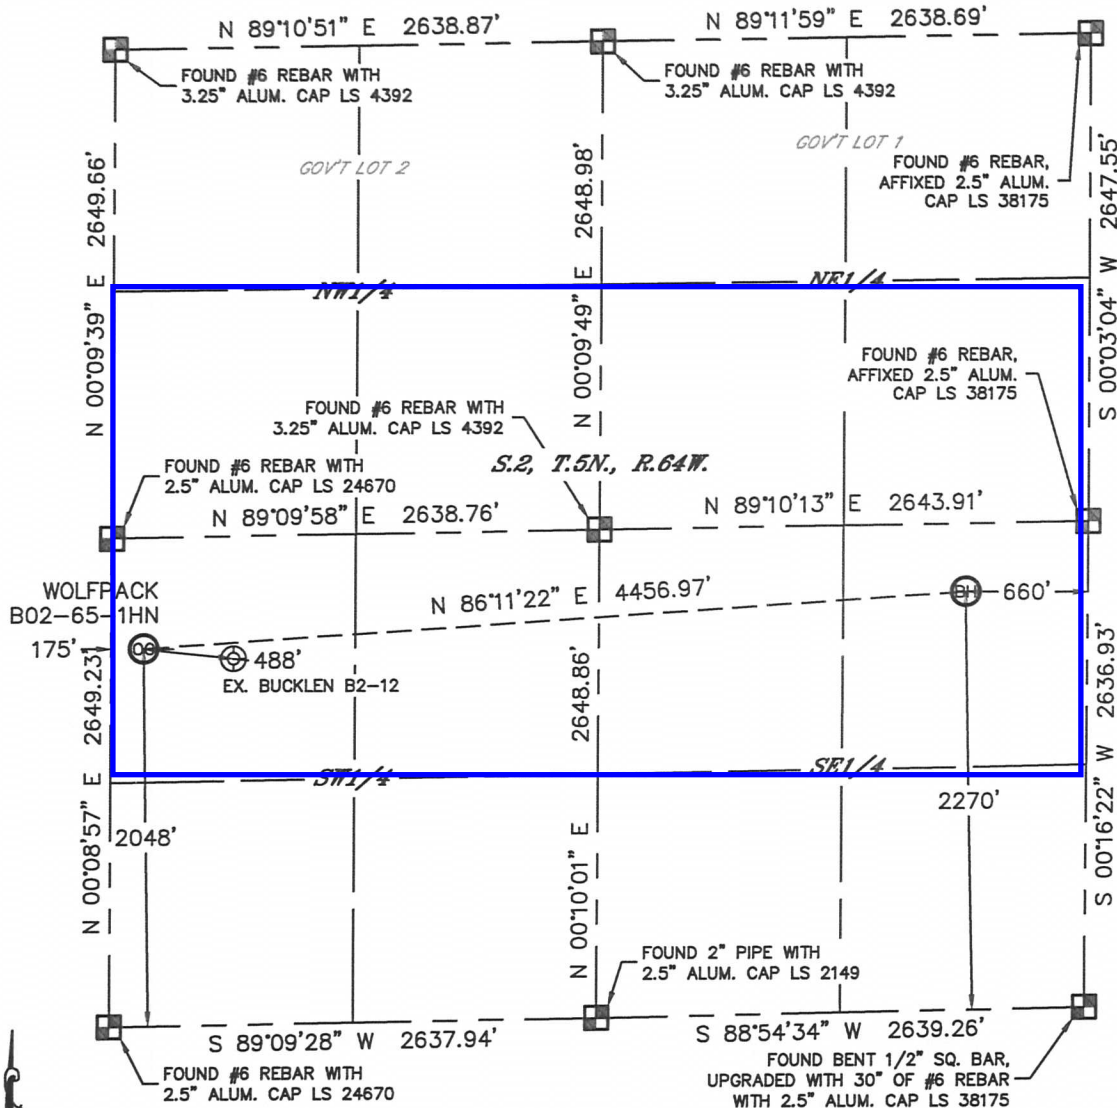 N 89°10'51" E 2638.87'
N 89°11'59" E 2638.69'
FOUND #6 REBAR WITH
3.25" ALUM. CAP LS 4392
FOUND #6 REBAR WITH
3.25" ALUM. CAP LS 4392
GOV'T LOT 2
GOV'T LOT 1
FOUND #6 REBAR,
AFFIXED 2.5" ALUM.
CAP LS 38175
N 00°09'39" E 2649.66'
N 00°09'49" E 2648.98'
S 00°03'04" W 2647.55'
NW1/4
NE1/4
FOUND #6 REBAR,
AFFIXED 2.5" ALUM.
CAP LS 38175
FOUND #6 REBAR WITH
3.25" ALUM. CAP LS 4392
S.2, T.5N., R.64W.
FOUND #6 REBAR WITH
2.5" ALUM. CAP LS 24670
N 89°09'58" E 2638.76'
N 89°10'13" E 2643.91'
WOLFPACK
B02-65-1HN
N 86°11'22" E 4456.97'
BH
660'
175'
488'
EX. BUCKLEN B2-12
N 00°08'57" E 2649.23'
N 00°10'01" E 2648.86'
S 00°16'22" W 2636.93'
SW1/4
SE1/4
2048'
2270'
FOUND 2" PIPE WITH
2.5" ALUM. CAP LS 2149
S 89°09'28" W 2637.94'
S 88°54'34" W 2639.26'
FOUND #6 REBAR WITH
2.5" ALUM. CAP LS 24670
FOUND BENT 1/2" SQ. BAR,
UPGRADED WITH 30" OF #6 REBAR
WITH 2.5" ALUM. CAP LS 38175